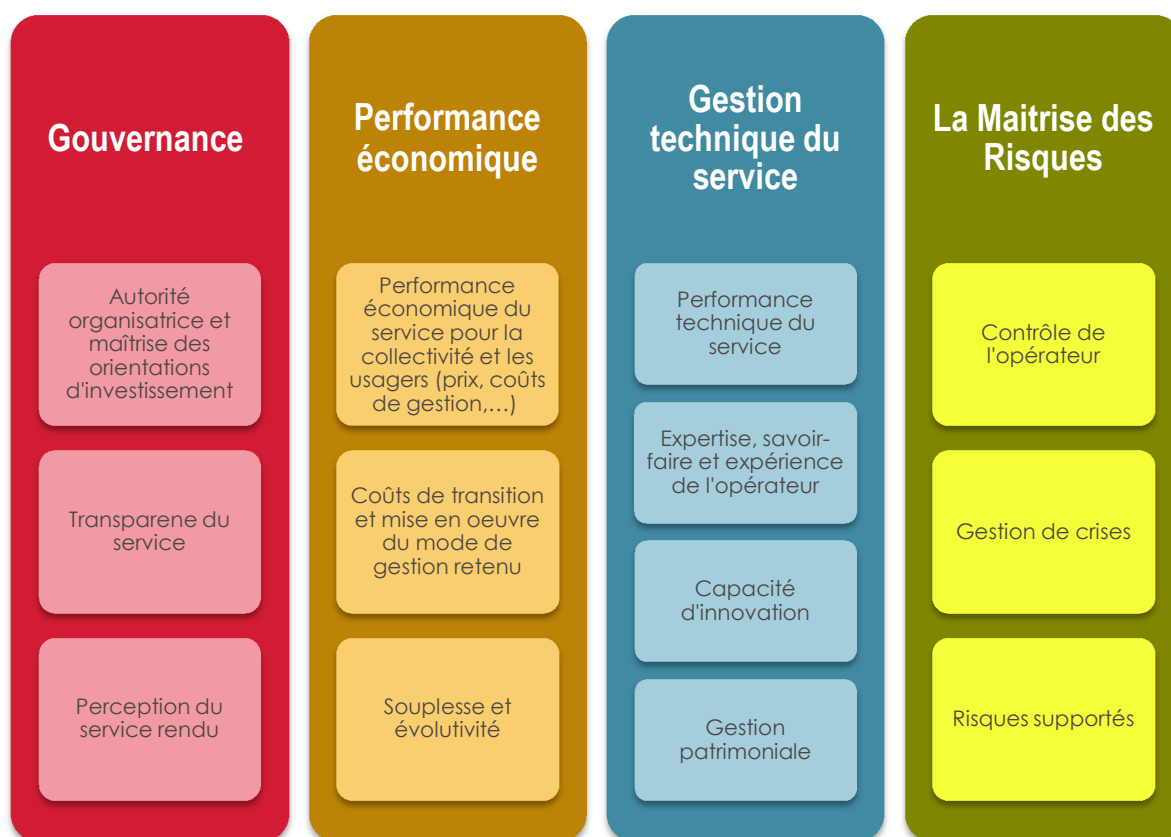 Gouvernance
Autorité
organisatrice et
maîtrise des
orientations
d'investissement
Transparene du
service
Perception du
service rendu
Performance
économique
Performance
économique du
service pour la
collectivité et les
usagers (prix, coûts
de gestion,…)
Coûts de transition
et mise en oeuvre
du mode de
gestion retenu
Souplesse et
évolutivité
Gestion
technique du
service
Performance
technique du
service
Expertise, savoir-
faire et expérience
de l'opérateur
Capacité
d'innovation
Gestion
patrimoniale
La Maitrise des
Risques
Contrôle de
l'opérateur
Gestion de crises
Risques supportés